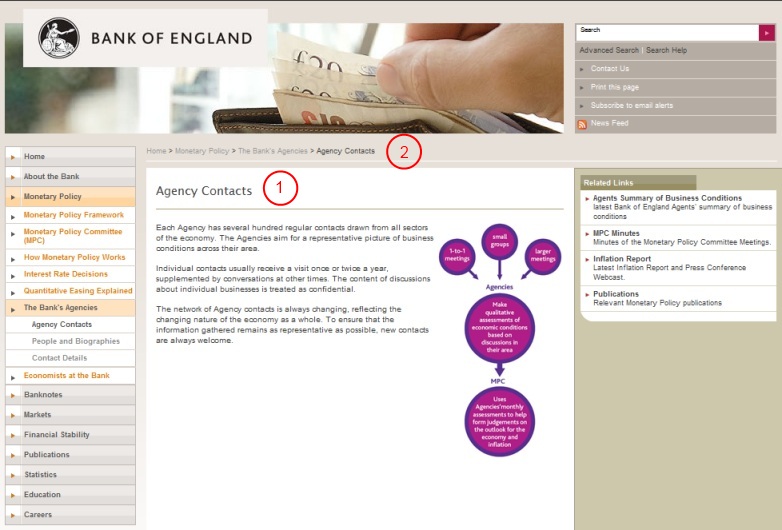 BANK OF ENGLAND
£20
Search
Advanced Search | Search Help
Contact Us
Print this page
Subscribe to email alerts
News Feed
Home
About the Bank
Monetary Policy
Monetary Policy Framework
Monetary Policy Committee
(MPC)
How Monetary Policy Works
Interest Rate Decisions
Quantitative Easing Explained
The Bank's Agencies
Agency Contacts
People and Biographies
Contact Details
Economists at the Bank
Banknotes
Markets
Financial Stability
Publications
Statistics
Education
Careers
Home > Monetary Policy > The Bank's Agencies > Agency Contacts
2
Agency Contacts
1
Each Agency has several hundred regular contacts drawn from all sectors
of the economy. The Agencies aim for a representative picture of business
conditions across their area.
Individual contacts usually receive a visit once or twice a year,
supplemented by conversations at other times. The content of discussions
about individual businesses is treated as confidential.
The network of Agency contacts is always changing, reflecting the
changing nature of the economy as a whole. To ensure that the
information gathered remains as representative as possible, new contacts
are always welcome.
1-to-1
meetings
small
groups
larger
meetings
Agencies
Make
qualitative
assessments of
economic conditions
based on
discussions in
their area
MPC
Uses
Agencies'monthly
assessments to help
form judgements on
the outlook for the
economy and
inflation
Related Links
Agents Summary of Business Conditions
latest Bank of England Agents' summary of business
conditions
MPC Minutes
Minutes of the Monetary Policy Committee Meetings.
Inflation Report
Latest Inflation Report and Press Conference
Webcast.
Publications
Relevant Monetary Policy publications